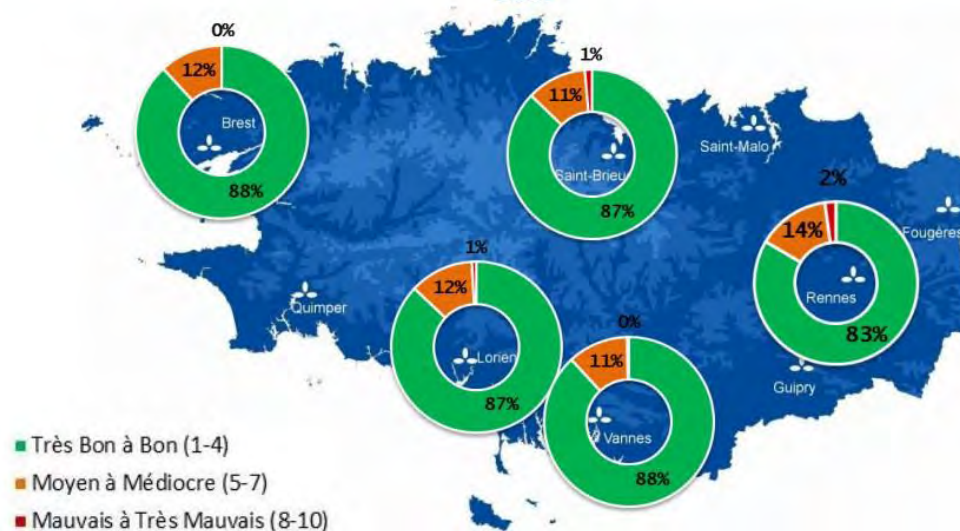 0%
12%
Brest
88%
1%
11%
Saint-Brieu
87%
Saint-Malo
2%
14%
Fougères
Rennes
83%
Quimper
1%
12%
Lorien
87%
0%
11%
Vannes
88%
Guipry
Très Bon à Bon (1-4)
Moyen à Médiocre (5-7)
Mauvais à Très Mauvais (8-10)